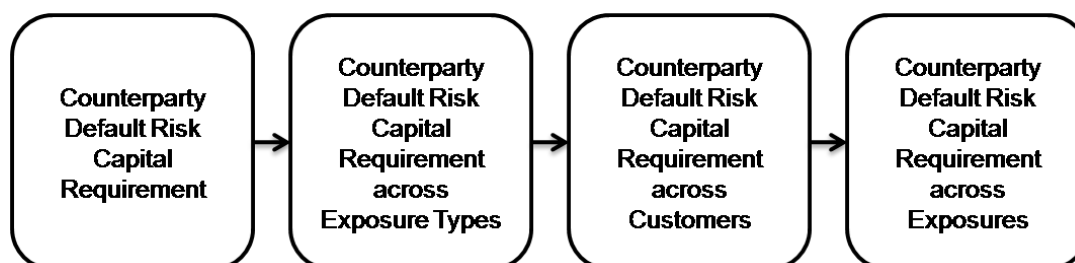 Counterparty
Default Risk
Capital
Requirement
Counterparty
Default Risk
Capital
Requirement
across
Exposure Types
Counterparty
Default Risk
Capital
Requirement
across
Customers
Counterparty
Default Risk
Capital
Requirement
across
Exposures